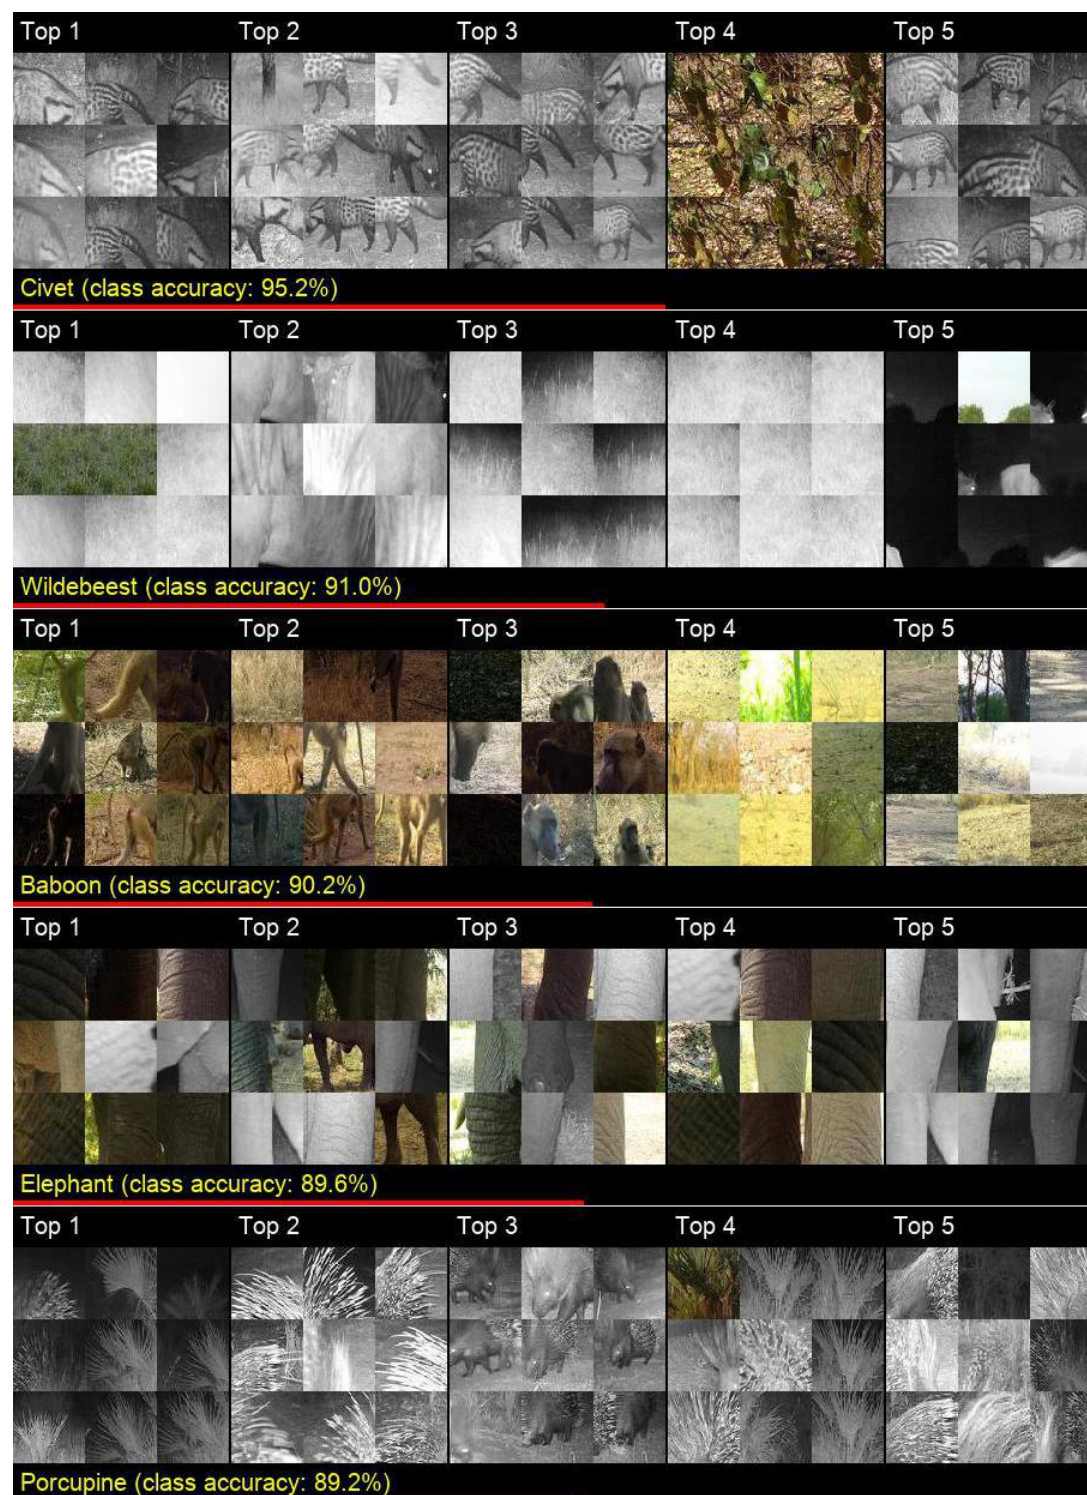 Top 1 Top 2 Top 3 Top 4 Top 5
Civet (class accuracy: 95.2%)
Top 1 Top 2 Top 3 Top 4 Top 5
Wildebeest (class accuracy: 91.0%)
Top 1 Top 2 Top 3 Top 4 Top 5
Baboon (class accuracy: 90.2%)
Top 1 Top 2 Top 3 Top 4 Top 5
Elephant (class accuracy: 89.6%)
Top 1 Top 2 Top 3 Top 4 Top 5
Porcupine (class accuracy: 89.2%)